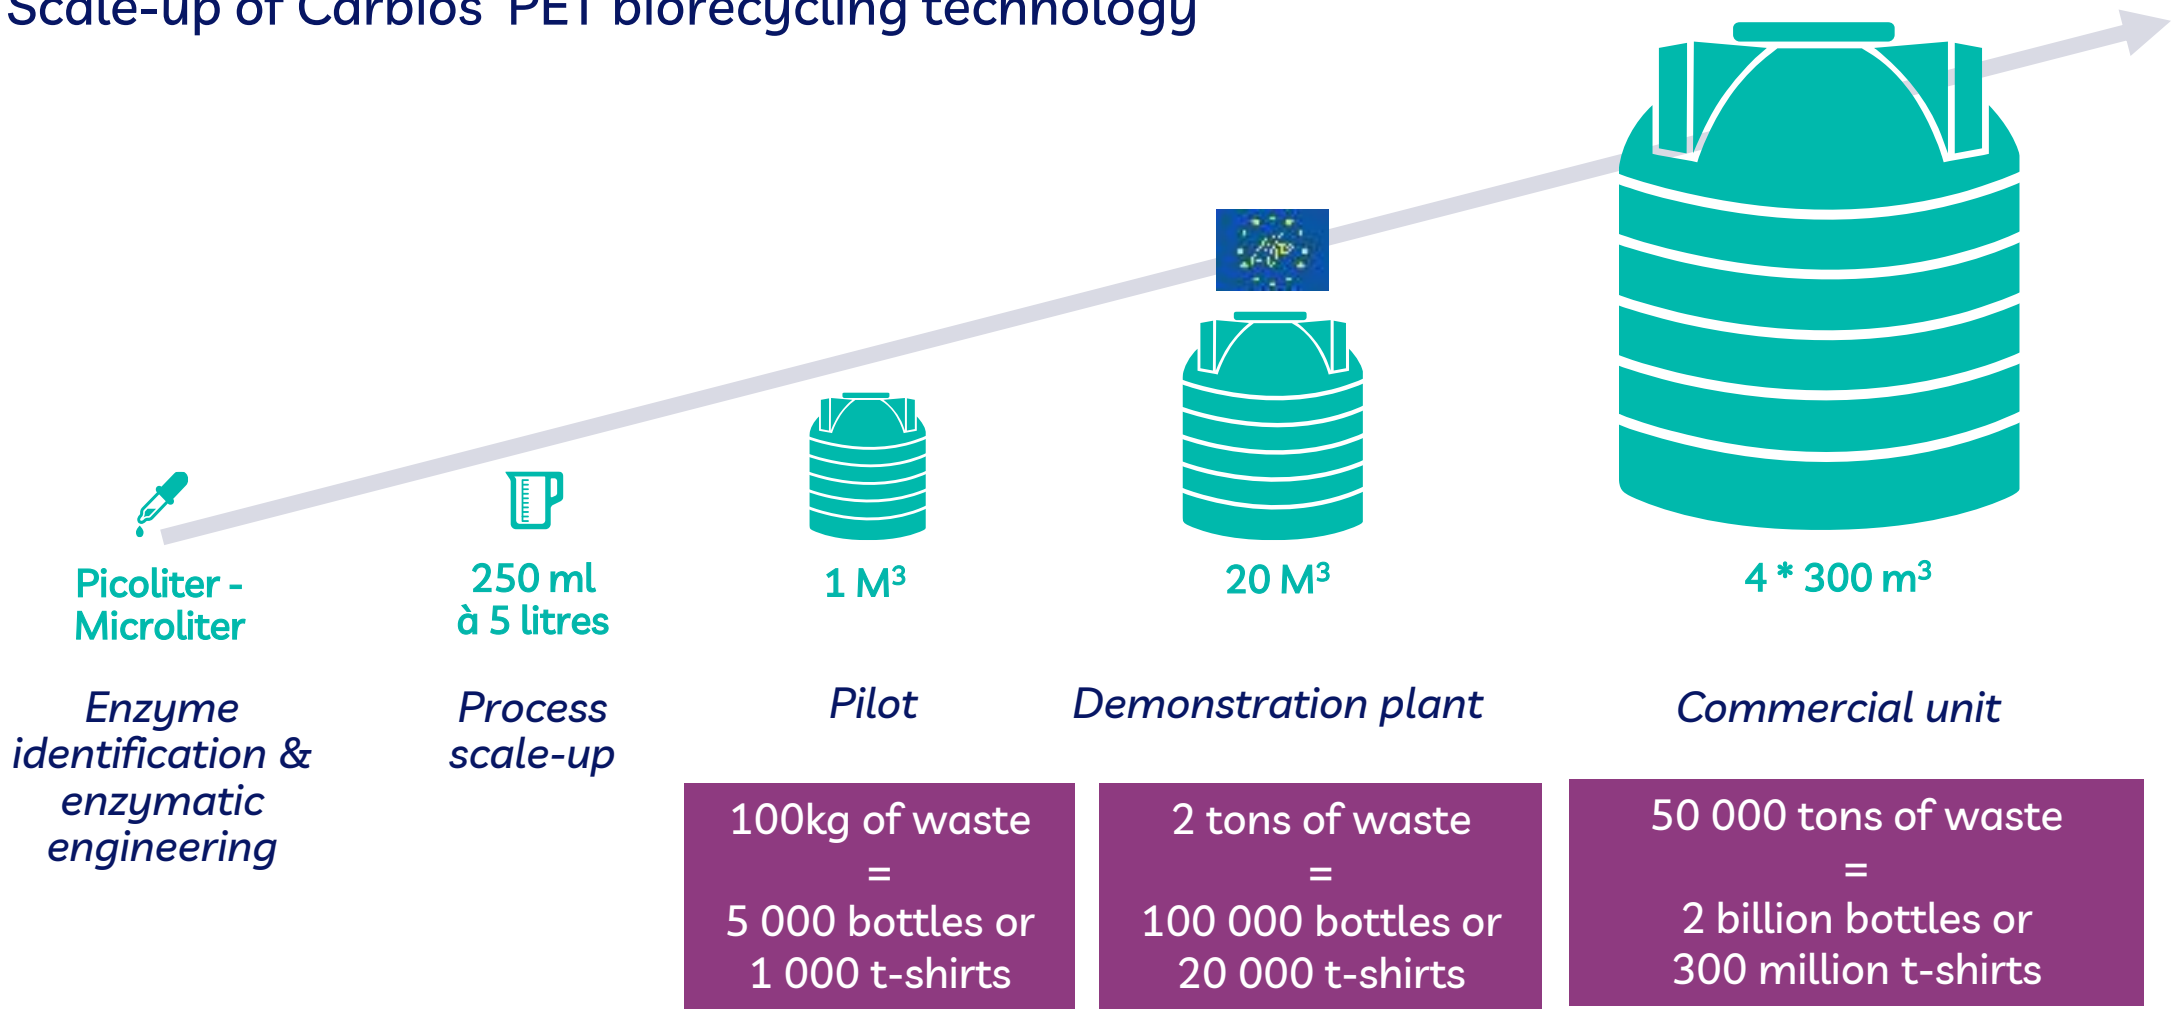 Scale-up of Carbios' PET biorecycling technology
Picoliter -
Microliter
250 ml
à 5 litres
1 M³
20 M³
4 * 300 m³
Enzyme
identification &
enzymatic
engineering
Process
scale-up
Pilot
Demonstration plant
Commercial unit
100kg of waste
=
5 000 bottles or
1 000 t-shirts
2 tons of waste
=
100 000 bottles or
20 000 t-shirts
50 000 tons of waste
=
2 billion bottles or
300 million t-shirts